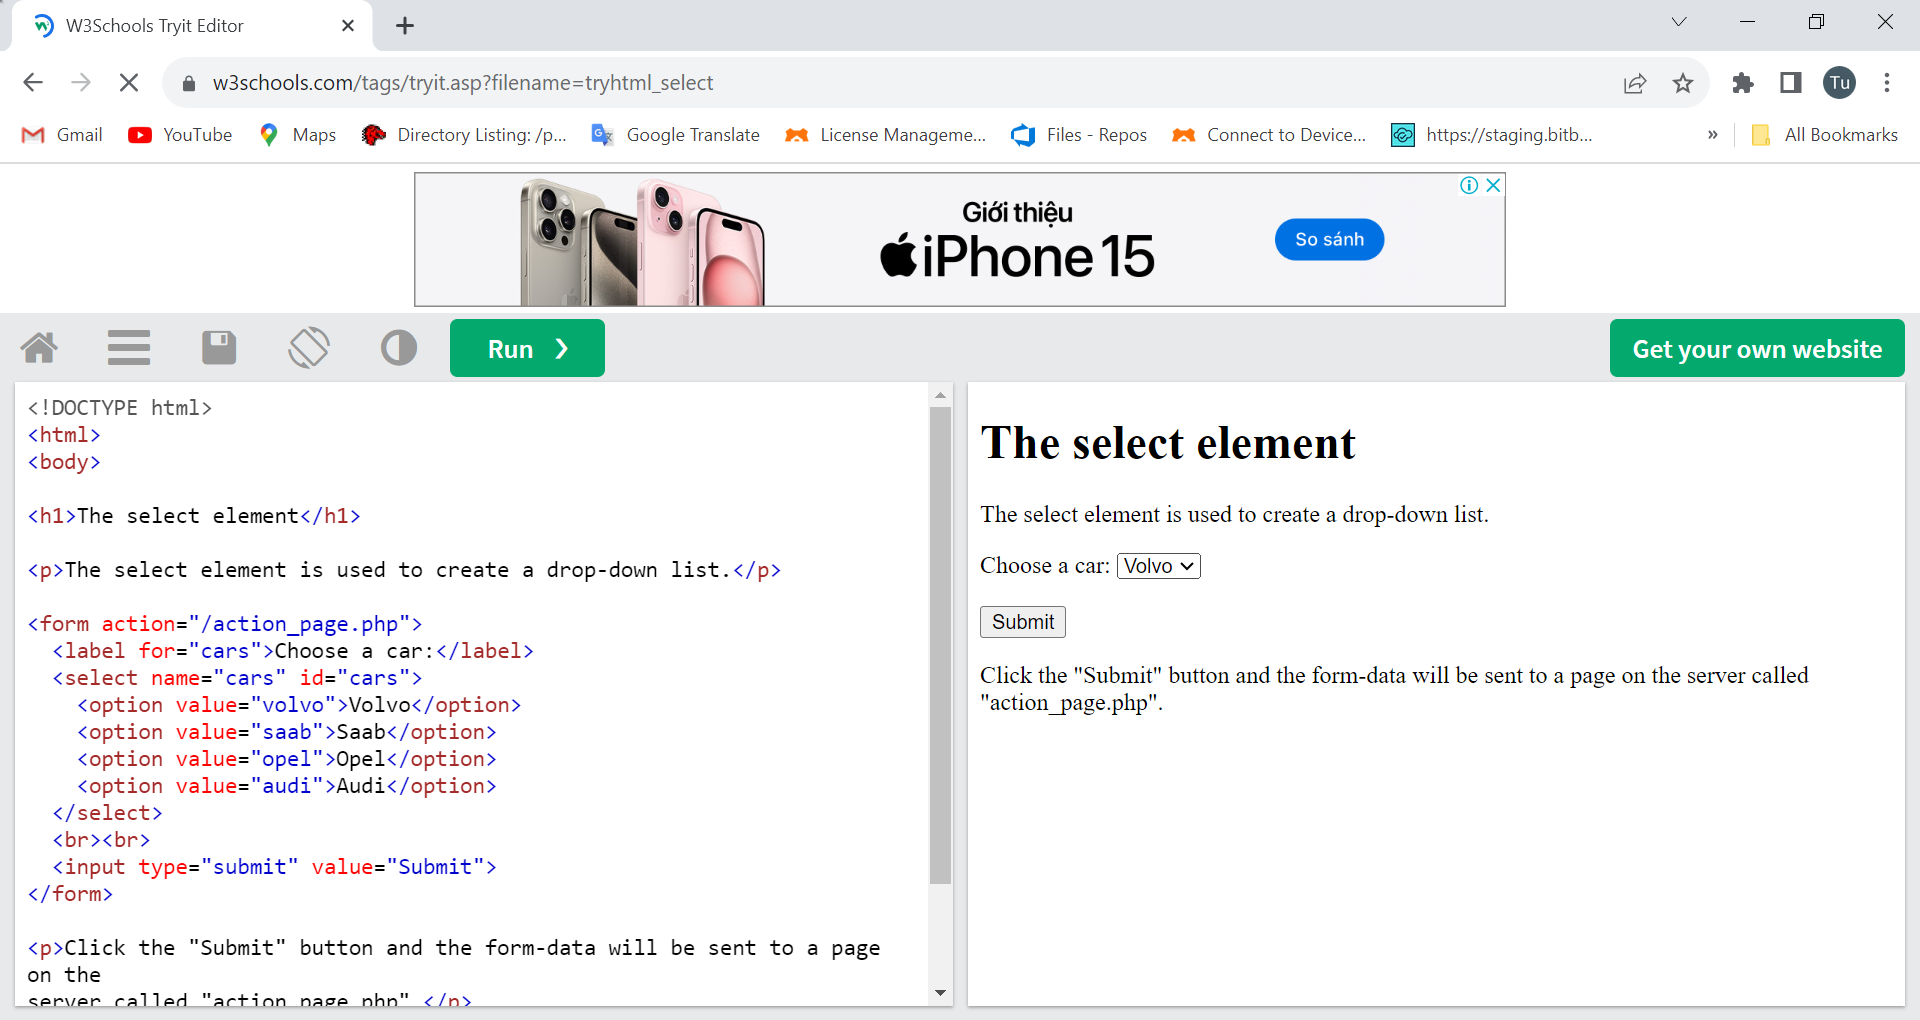 W3Schools Tryit Editor
w3schools.com/tags/tryit.asp?filename=tryhtml_select
Tu
Gmail
YouTube
Maps
Directory Listing: /p...
Google Translate
License Manageme...
Files - Repos
Connect to Device...
https://staging.bitb...
»
All Bookmarks
Giới thiệu
iPhone 15
So sánh
Run ❯
Get your own website
<!DOCTYPE html>
<html>
<body>
<h1>The select element</h1>
<p>The select element is used to create a drop-down list.</p>
<form action="/action_page.php">
<label for="cars">Choose a car:</label>
<select name="cars" id="cars">
<option value="volvo">Volvo</option>
<option value="saab">Saab</option>
<option value="opel">Opel</option>
<option value="audi">Audi</option>
</select>
<br><br>
<input type="submit" value="Submit">
</form>
<p>Click the "Submit" button and the form-data will be sent to a page
on the
server called "action_page.php".</p>
The select element
The select element is used to create a drop-down list.
Choose a car: Volvo
Submit
Click the "Submit" button and the form-data will be sent to a page on the server called
"action_page.php".